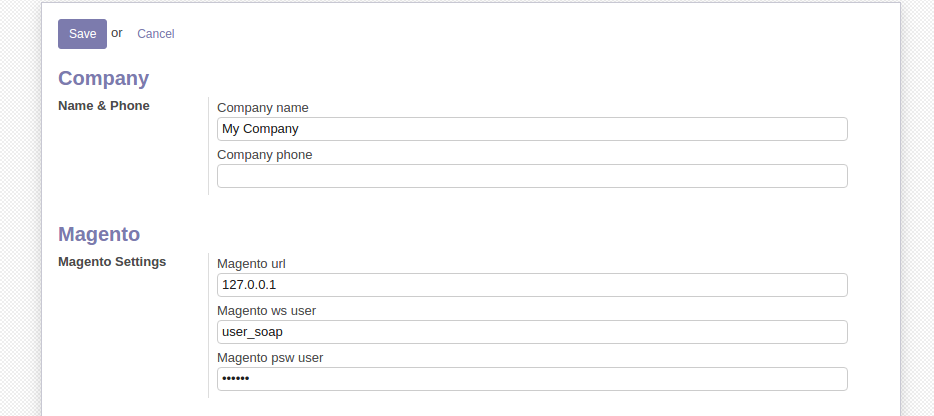 Save or Cancel
Company
Name & Phone
Company name
My Company
Company phone
Magento
Magento Settings
Magento url
127.0.0.1
Magento ws user
user_soap
Magento psw user
••••••